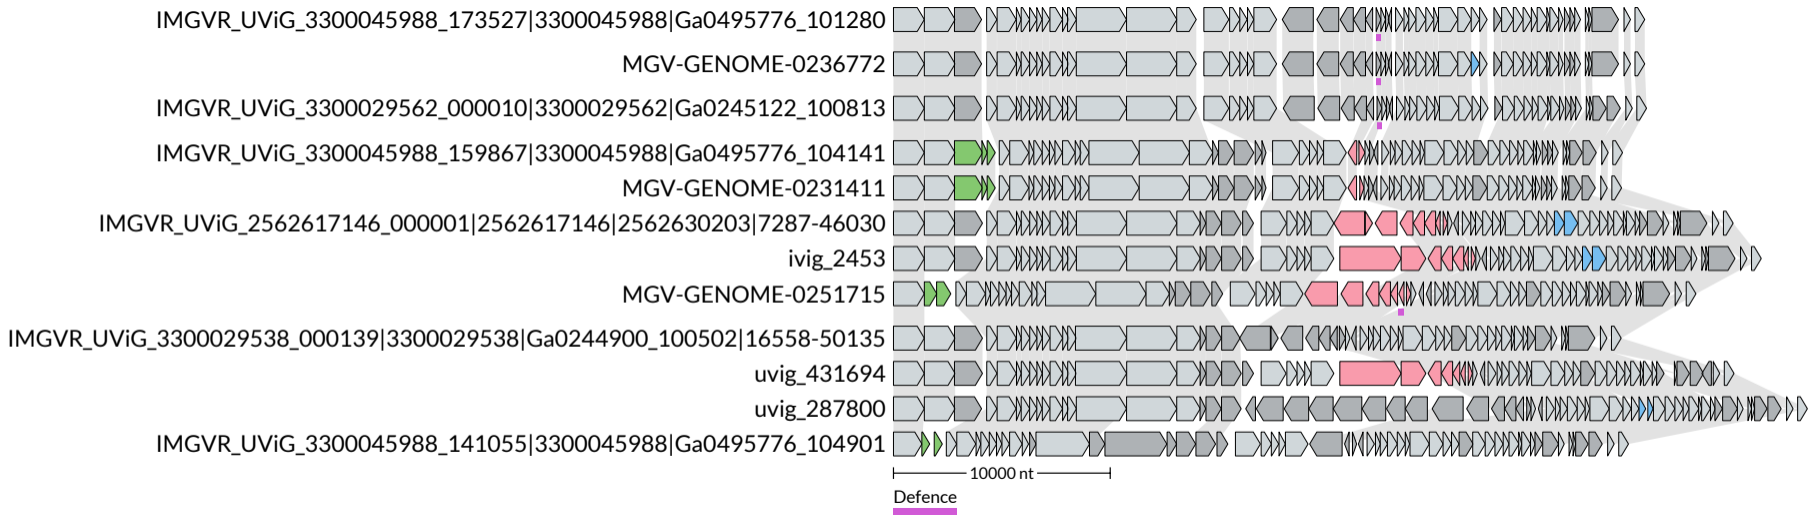 IMGVR_UViG_3300045988_173527|3300045988|Ga0495776_101280
MGV-GENOME-0236772
IMGVR_UViG_3300029562_000010|3300029562|Ga0245122_100813
IMGVR_UViG_3300045988_159867|3300045988|Ga0495776_104141
MGV-GENOME-0231411
IMGVR_UViG_2562617146_000001|2562617146|2562630203|7287-46030
ivig_2453
MGV-GENOME-0251715
IMGVR_UViG_3300029538_000139|3300029538|Ga0244900_100502|16558-50135
uvig_431694
uvig_287800
IMGVR_UViG_3300045988_141055|3300045988|Ga0495776_104901
10000 nt
Defence